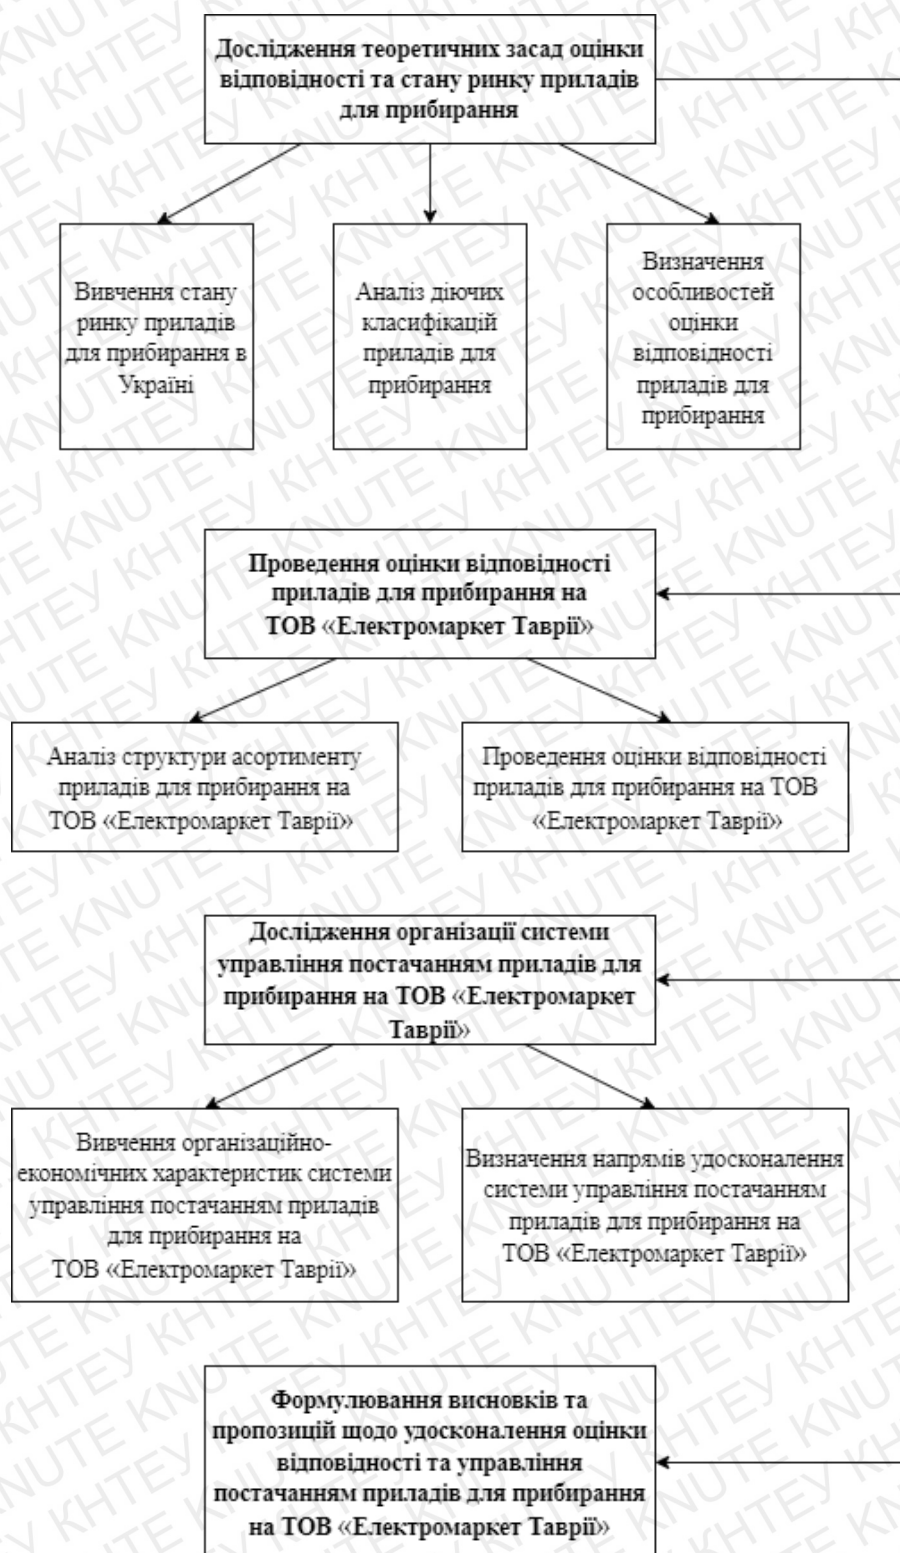 Дослідження теоретичних засад оцінки
відповідності та стану ринку приладів
для прибирання
Вивчення стану
ринку приладів
для прибирання в
Україні
Аналіз діючих
класифікацій
приладів для
прибирання
Визначення
особливостей
оцінки
відповідності
приладів для
прибирання
Проведення оцінки відповідності
приладів для прибирання на
ТОВ «Електромаркет Таврії»
Аналіз структури асортименту
приладів для прибирання на
ТОВ «Електромаркет Таврії»
Проведення оцінки відповідності
приладів для прибирання на ТОВ
«Електромаркет Таврії»
Дослідження організації системи
управління постачанням приладів для
прибирання на ТОВ «Електромаркет
Таврії»
Вивчення організаційно-
економічних характеристик системи
управління постачанням приладів
для прибирання на
ТОВ «Електромаркет Таврії»
Визначення напрямів удосконалення
системи управління постачанням
приладів для прибирання на
ТОВ «Електромаркет Таврії»
Формулювання висновків та
пропозицій щодо удосконалення оцінки
відповідності та управління
постачанням приладів для прибирання
на ТОВ «Електромаркет Таврії»